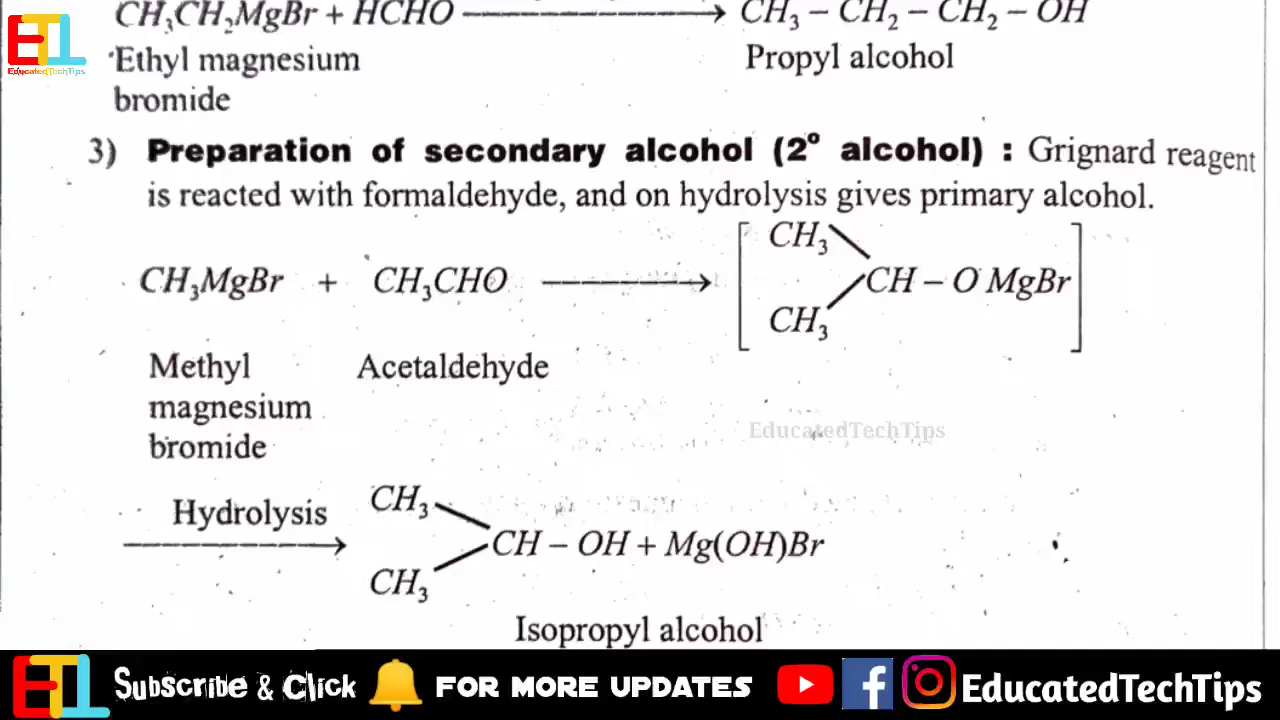 CH₃CH₂MgBr + HCHO ⟶ CH₃ – CH₂ – CH₂ – OH
ETL
EducatedTechTips
Ethyl magnesium Propyl alcohol
bromide
3) Preparation of secondary alcohol (2° alcohol) : Grignard reagent
is reacted with formaldehyde, and on hydrolysis gives primary alcohol.
CH₃
CH₃MgBr + CH₃CHO ⟶ CH – O MgBr
CH₃
Methyl Acetaldehyde
magnesium
bromide
EducatedTechTips
CH₃
Hydrolysis
⟶ CH – OH + Mg(OH)Br
CH₃
Isopropyl alcohol
ETL Subscribe & Click FOR MORE UPDATES EducatedTechTips